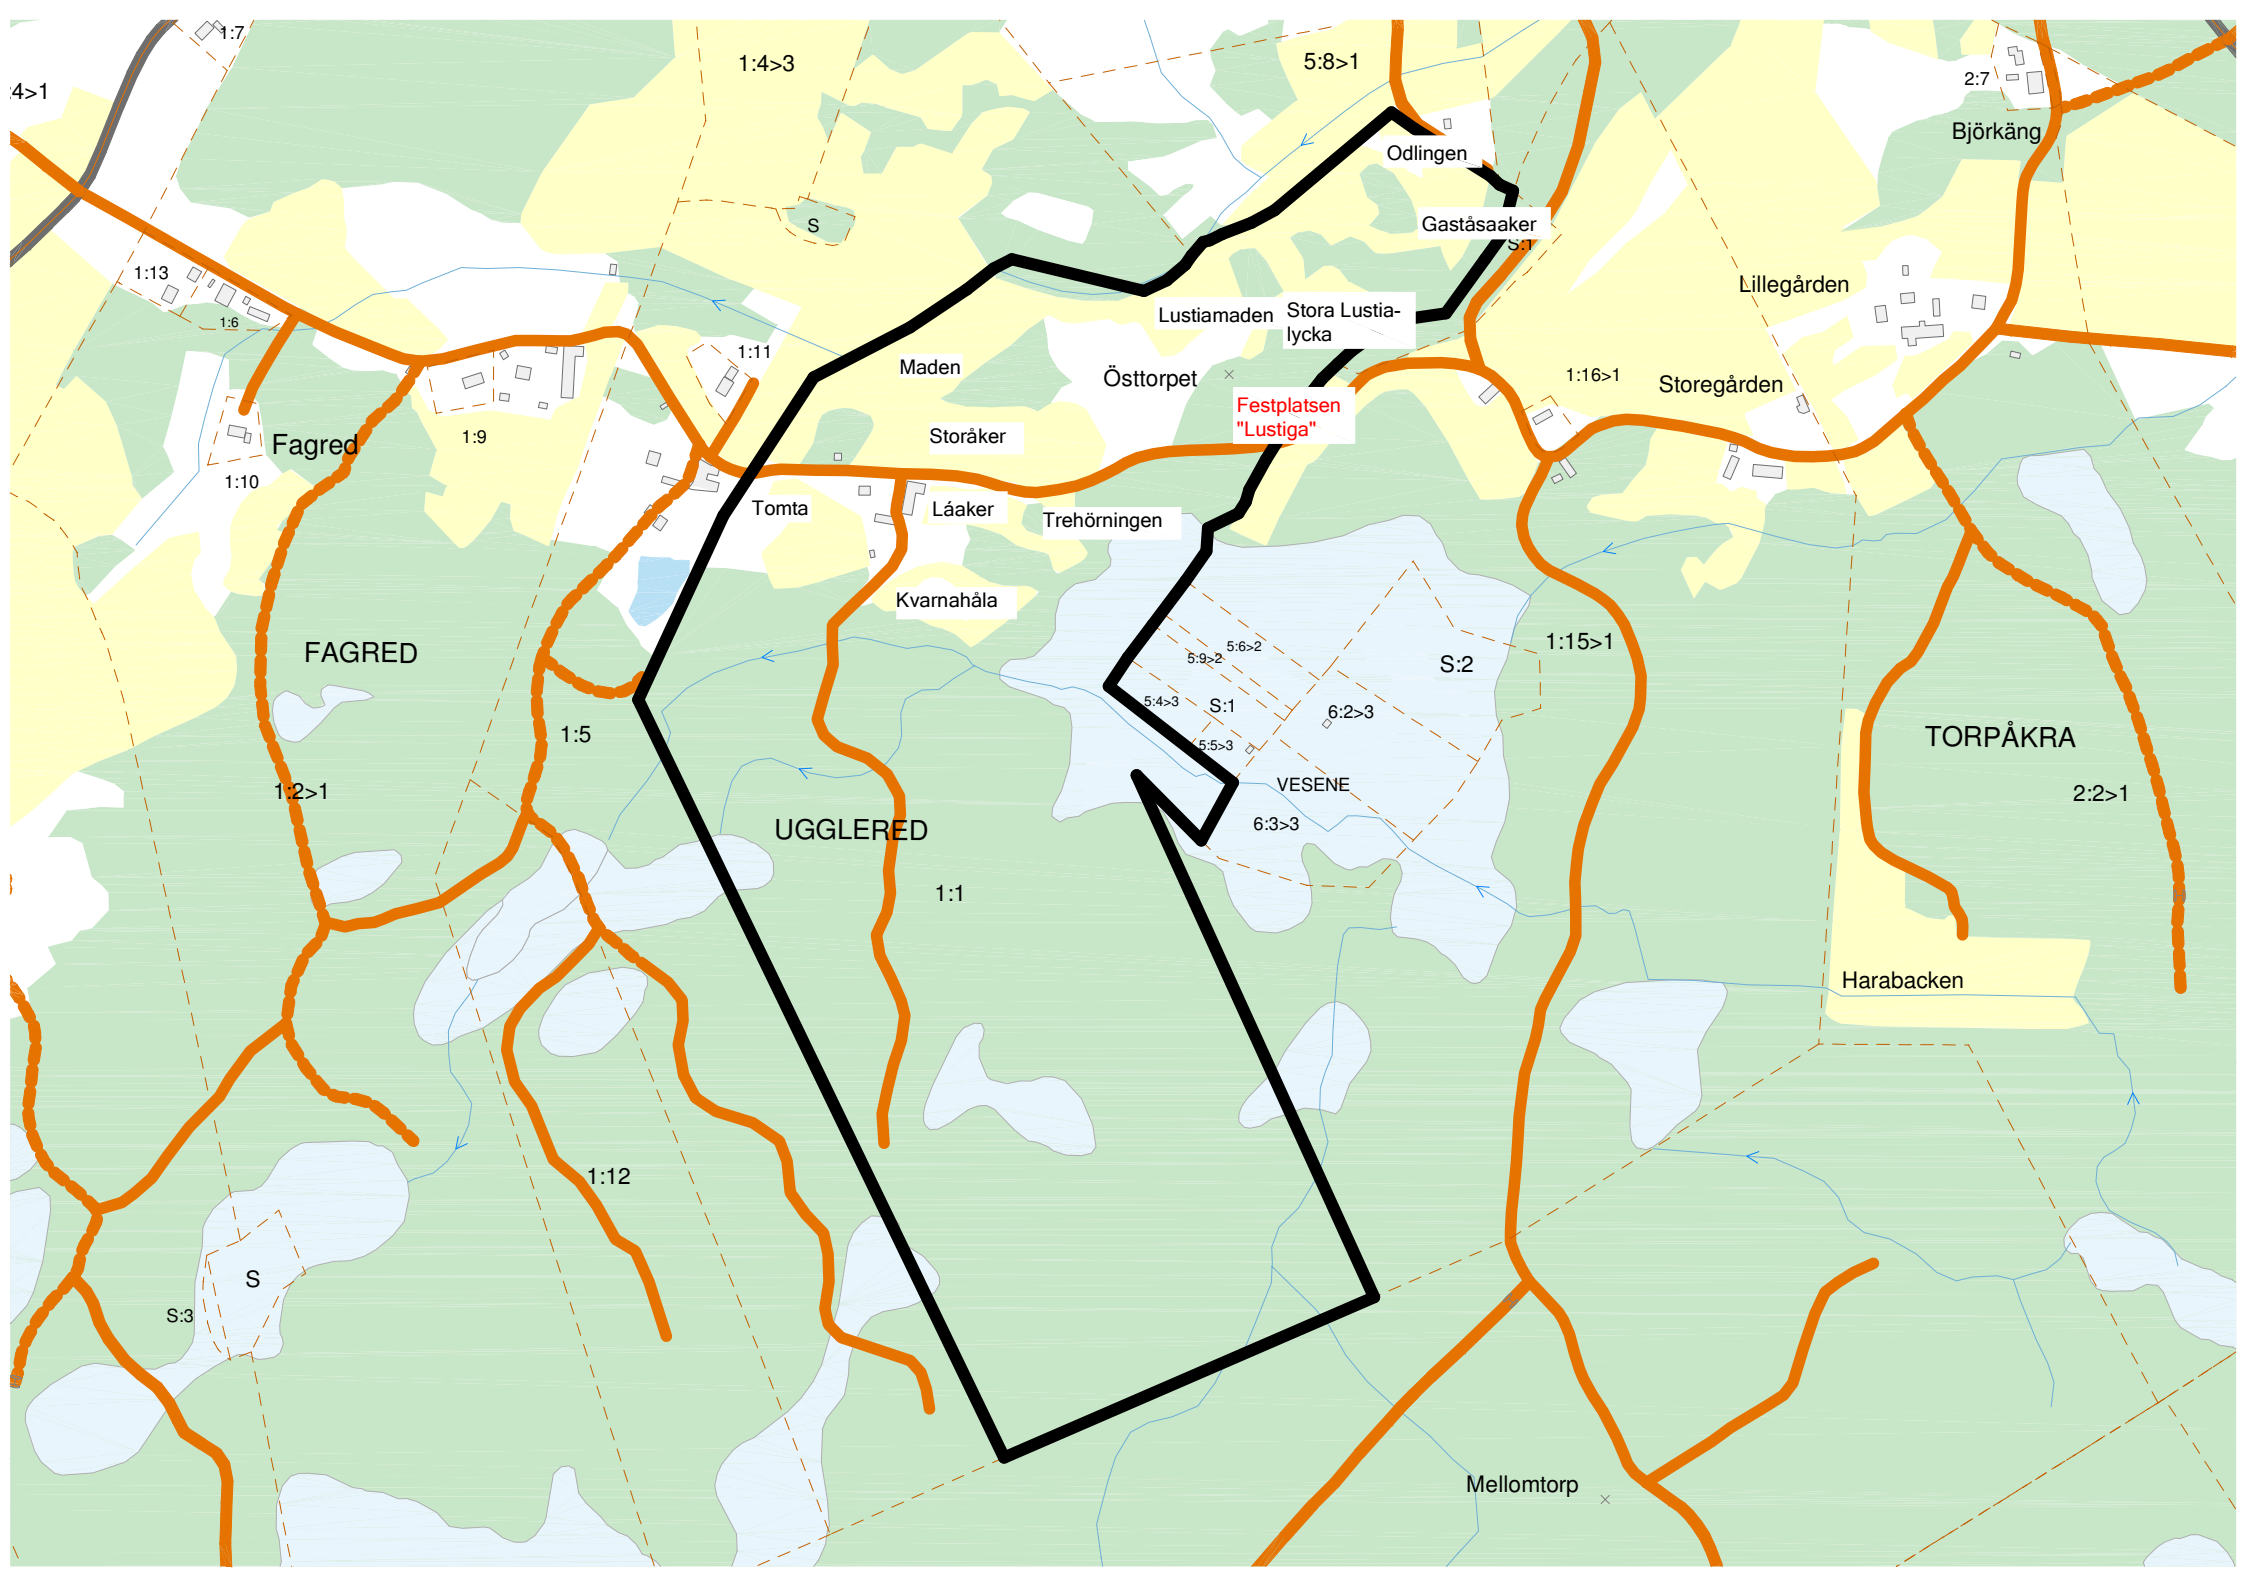 1:7
1:4>3
5:8>1
:4>1
2:7
Björkäng
Odlingen
S
Gaståsaaker
S:1
1:13
Lillegården
1:6
Lustiamaden
Stora Lustia-
lycka
1:11
Maden
Östtorpet
1:16>1
Storegården
Festplatsen
"Lustiga"
Fagred
1:9
Storåker
1:10
Tomta
Láaker
Trehörningen
Kvarnahåla
FAGRED
5:6>2
5:9>2
S:2
1:15>1
5:4>3
S:1
6:2>3
1:5
5:5>3
TORPÅKRA
1:2>1
VESENE
2:2>1
UGGLERED
6:3>3
1:1
Harabacken
1:12
S
S:3
Mellomtorp